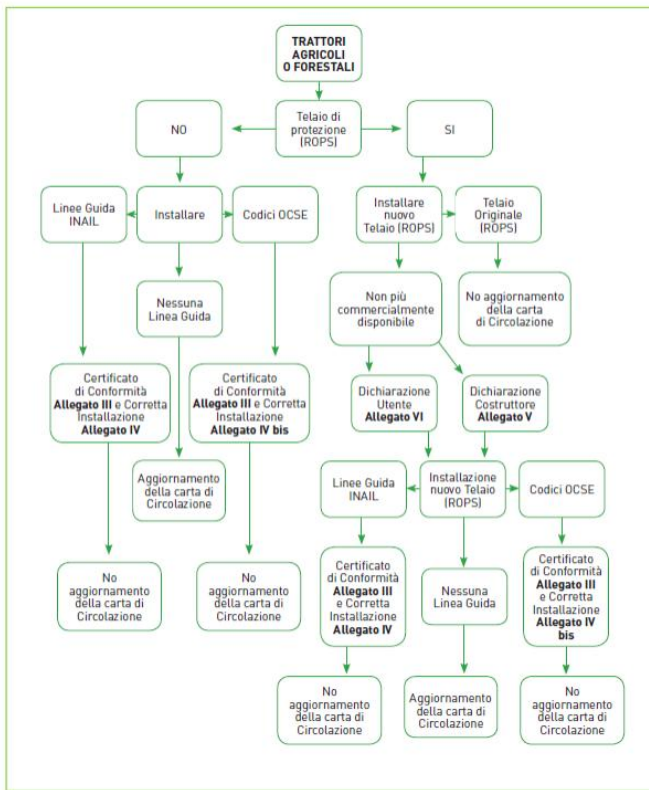 TRATTORI
AGRICOLI
O FORESTALI
NO
Telaio di
protezione
(ROPS)
SI
Linee Guida
INAIL
Installare
Codici OCSE
Installare
nuovo
Telaio (ROPS)
Telaio
Originale
(ROPS)
Nessuna
Linea Guida
Non più
commercialmente
disponibile
No aggiornamento
della carta
di Circolazione
Certificato
di Conformità
Allegato III e Corretta
Installazione
Allegato IV
Certificato
di Conformità
Allegato III e Corretta
Installazione
Allegato IV bis
Dichiarazione
Utente
Allegato VI
Dichiarazione
Costruttore
Allegato V
Aggiornamento
della carta di
Circolazione
Linee Guida
INAIL
Installazione
nuovo Telaio
(ROPS)
Codici OCSE
No
aggiornamento
della carta di
Circolazione
No
aggiornamento
della carta di
Circolazione
Certificato
di Conformità
Allegato III
e Corretta
Installazione
Allegato IV
Nessuna
Linea Guida
Certificato
di Conformità
Allegato III
e Corretta
Installazione
Allegato IV
bis
No
aggiornamento
della carta di
Circolazione
Aggiornamento
della carta di
Circolazione
No
aggiornamento
della carta di
Circolazione